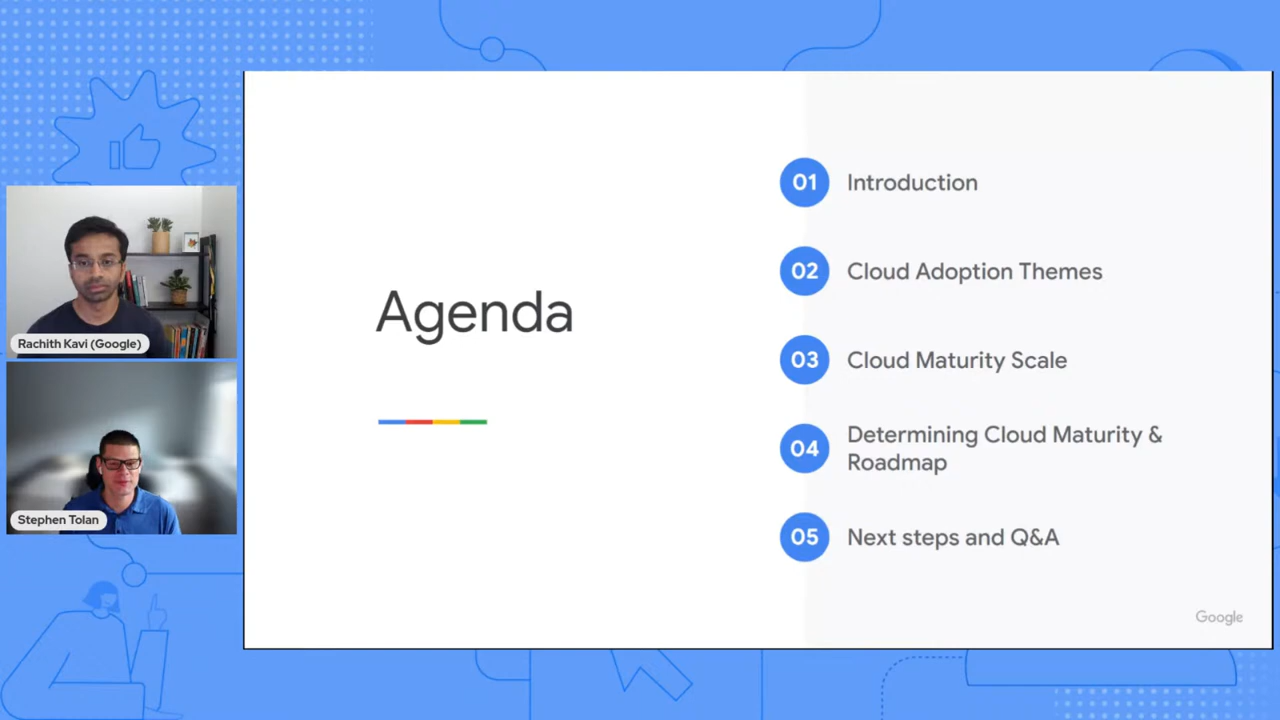 Rachith Kavi (Google)
Stephen Tolan
Agenda
01 Introduction
02 Cloud Adoption Themes
03 Cloud Maturity Scale
04 Determining Cloud Maturity &
Roadmap
05 Next steps and Q&A
Google